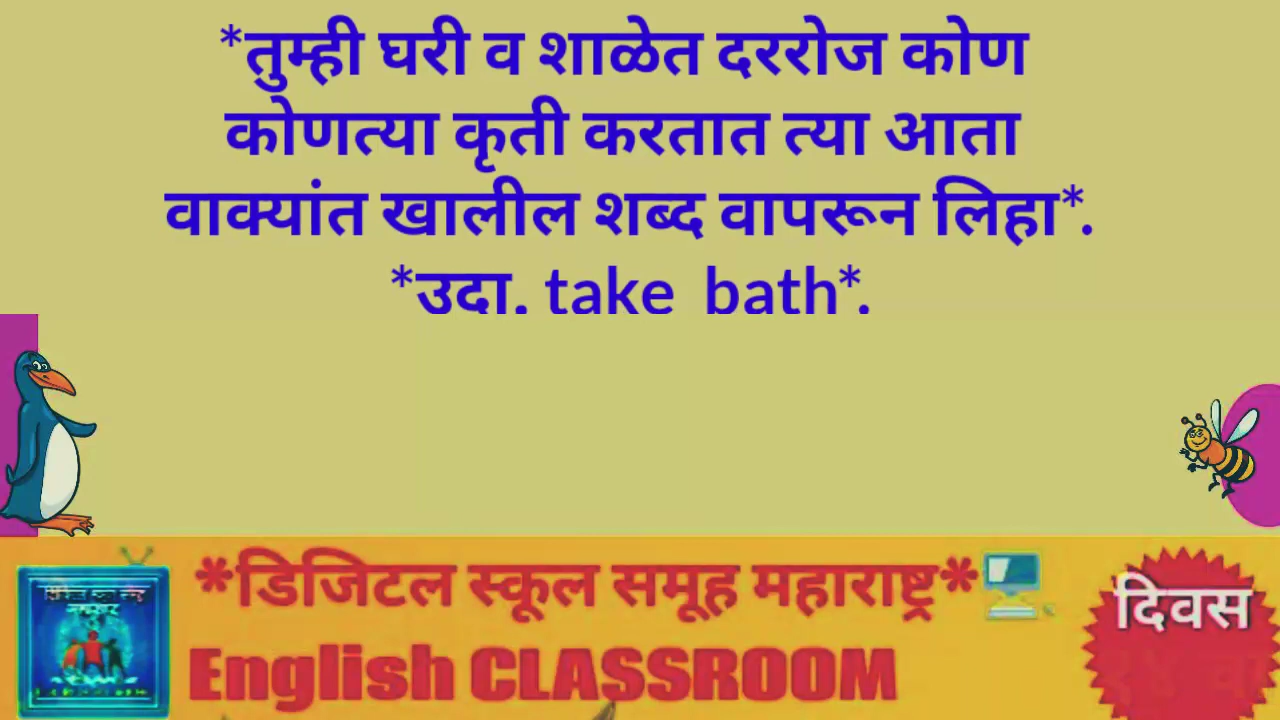 *तुम्ही घरी व शाळेत दररोज कोण
कोणत्या कृती करतात त्या आता
वाक्यांत खालील शब्द वापरून लिहा*.
*उदा. take bath*.
*डिजिटल स्कूल समूह महाराष्ट्र*
English CLASSROOM
दिवस